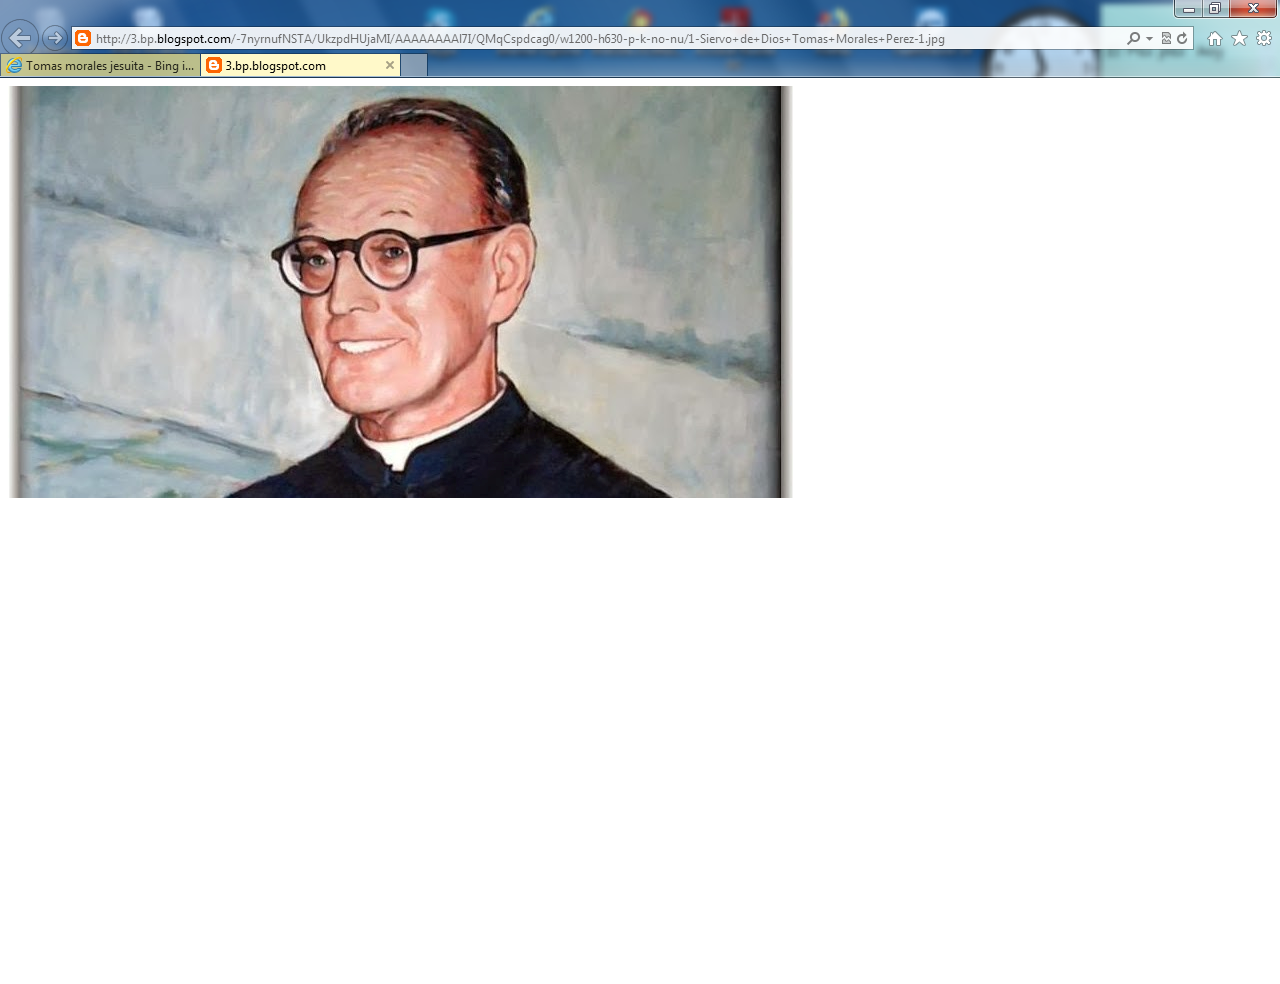 http://3.bp.blogspot.com/-7nyrnufNSTA/UkzpdHUjaMI/AAAAAAAAl7I/QMqCspdcag0/w1200-h630-p-k-no-nu/1-Siervo+de+Dios+Tomas+Morales+Perez-1.jpg
Tomas morales jesuita - Bing i... 3.bp.blogspot.com